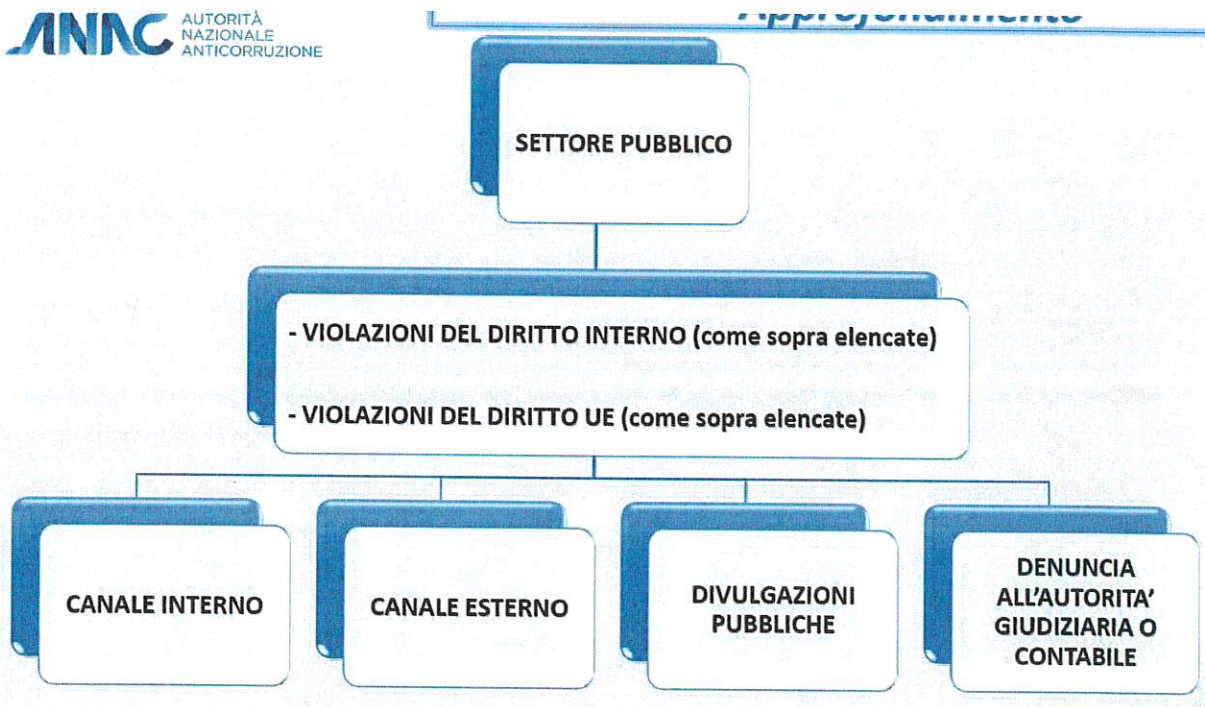 ANAC
AUTORITÀ
NAZIONALE
ANTICORRUZIONE
Approfondimento
SETTORE PUBBLICO
- VIOLAZIONI DEL DIRITTO INTERNO (come sopra elencate)
- VIOLAZIONI DEL DIRITTO UE (come sopra elencate)
CANALE INTERNO
CANALE ESTERNO
DIVULGAZIONI
PUBBLICHE
DENUNCIA
ALL'AUTORITA'
GIUDIZIARIA O
CONTABILE